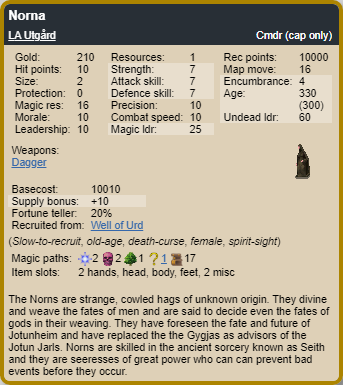 Norna
LA Utgård Cmdr (cap only)
Gold: 210 Resources: 1 Rec points: 10000
Hit points: 10 Strength: 7 Map move: 16
Size: 2 Attack skill: 7 Encumbrance: 4
Protection: 0 Defence skill: 7 Age: 330
Magic res: 16 Precision: 10 (300)
Morale: 10 Combat speed: 10 Undead ldr: 60
Leadership: 10 Magic ldr: 25
Weapons:
Dagger
Basecost: 10010
Supply bonus: +10
Fortune teller: 20%
Recruited from: Well of Urd
(Slow-to-recruit, old-age, death-curse, female, spirit-sight)
Magic paths: 2 2 1 ? 1 17
Item slots: 2 hands, head, body, feet, 2 misc
The Norns are strange, cowled hags of unknown origin. They divine
and weave the fates of men and are said to decide even the fates of
gods in their weaving. They have foreseen the fate and future of
Jotunheim and have replaced the the Gygjas as advisors of the
Jotun Jarls. Nornas are skilled in the ancient sorcery known as Seith
and they are seeresses of great power who can can prevent bad
events before they occur.